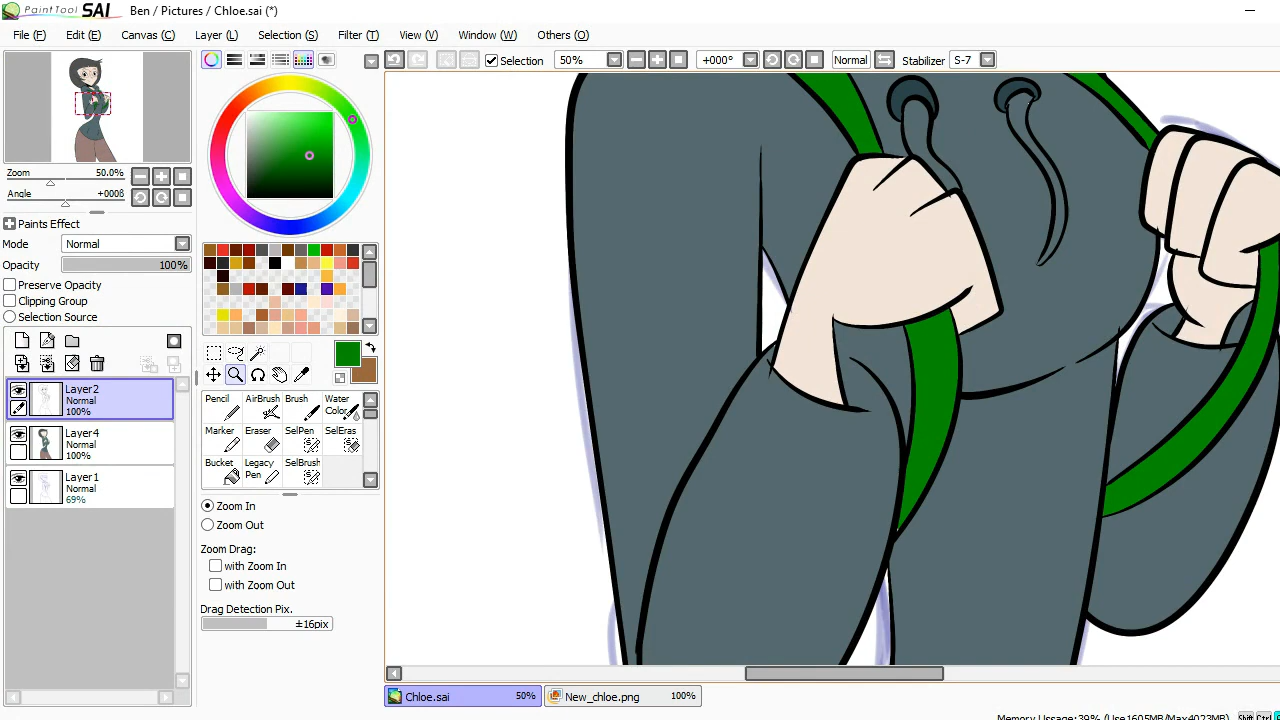 PaintTool SAI Ben / Pictures / Chloe.sai (*)
File (F) Edit (E) Canvas (C) Layer (L) Selection (S) Filter (T) View (V) Window (W) Others (O)
Selection 50% +000° Normal Stabilizer S-7
Zoom 50.0%
Angle +000°
Paints Effect
Mode Normal
Opacity 100%
Preserve Opacity
Clipping Group
Selection Source
Layer2
Normal
100%
Layer4
Normal
100%
Layer1
Normal
69%
Pencil AirBrush Brush Water Color
Marker Eraser SelPen SelEras
Bucket Legacy Pen SelBrush
Zoom In
Zoom Out
Zoom Drag:
with Zoom In
with Zoom Out
Drag Detection Pix.
±16pix
Chloe.sai 50% New_chloe.png 100%
Memory Usage:39% (Use1605MB/Max4023MB)